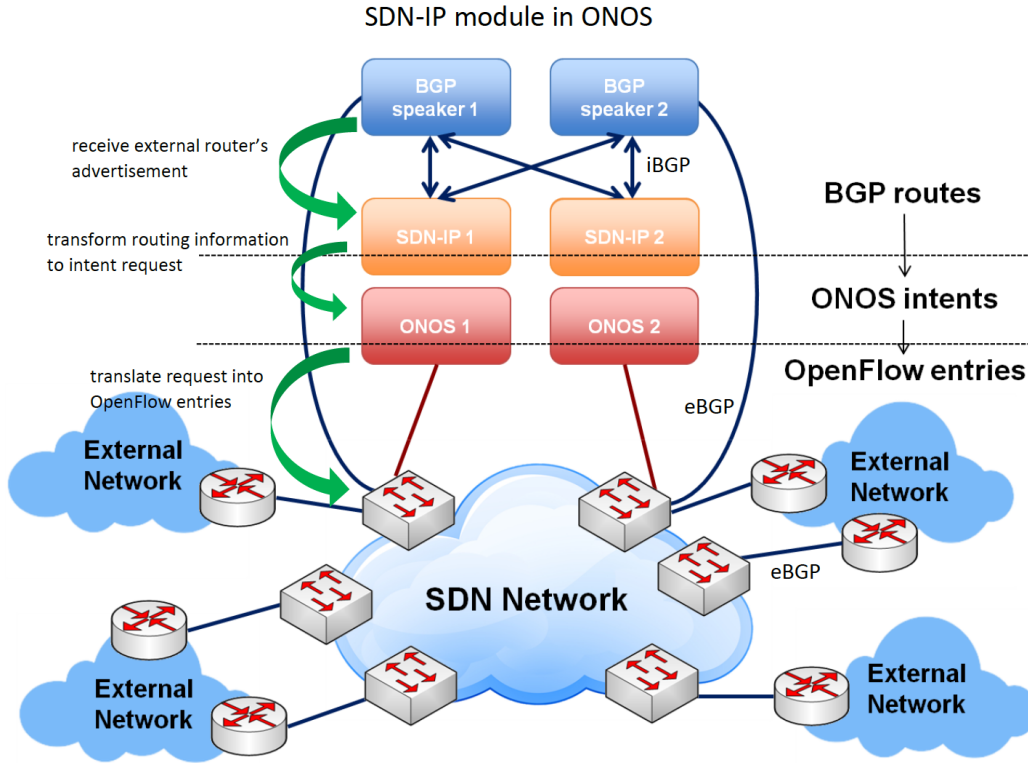 SDN-IP module in ONOS
BGP
speaker 1
BGP
speaker 2
receive external router's
advertisement
iBGP
BGP routes
SDN-IP 1
SDN-IP 2
transform routing information
to intent request
ONOS intents
ONOS 1
ONOS 2
OpenFlow entries
translate request into
OpenFlow entries
eBGP
External
Network
External
Network
eBGP
SDN Network
External
Network
External
Network